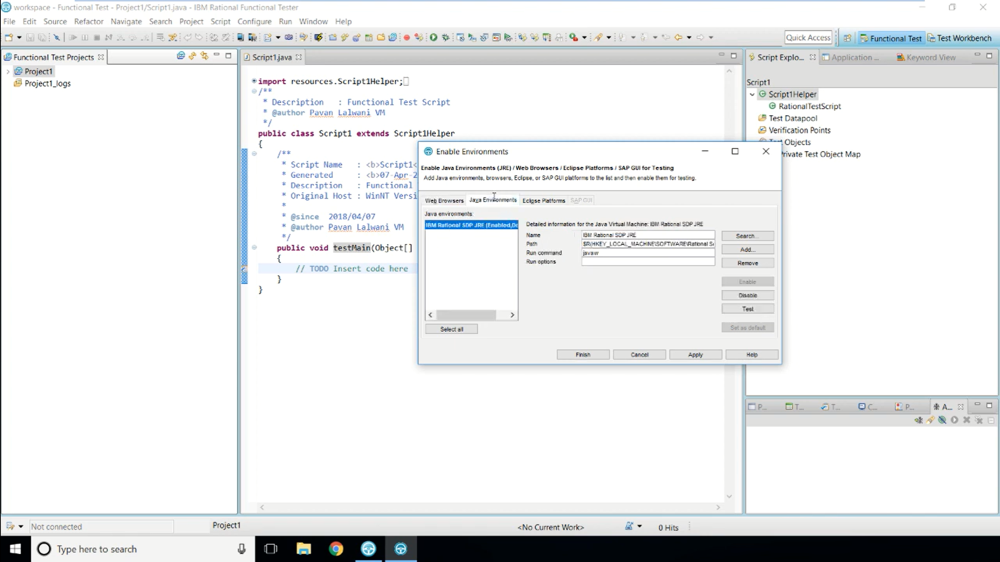 workspace - Functional Test - Project1/Script1.java - IBM Rational Functional Tester
File Edit Source Refactor Navigate Search Project Script Configure Run Window Help
Quick Access
Functional Test
Test Workbench
Functional Test Projects
Project1
Project1_logs
Script1.java
import resources.Script1Helper;
/**
* Description : Functional Test Script
* @author Pavan Lalwani VM
*/
public class Script1 extends Script1Helper
{
/**
* Script Name : <b>Script1<
* Generated : <b>07-Apr-2
* Description : Functional
* Original Host : WinNT Versi
*
* @since 2018/04/07
* @author Pavan Lalwani VM
*/
public void testMain(Object[]
{
// TODO Insert code here
}
}
Enable Environments
Enable Java Environments (JRE) / Web Browsers / Eclipse Platforms / SAP GUI for Testing
Add Java environments, browsers, Eclipse, or SAP GUI platforms to the list and then enable them for testing.
Web Browsers Java Environments Eclipse Platforms SAP GUI
Java environments:
IBM Rational SDP JRE (Enabled,De
Select all
Detailed information for the Java Virtual Machine: IBM Rational SDP JRE
Name IBM Rational SDP JRE
Path $R(HKEY_LOCAL_MACHINE\SOFTWARE\Rational So
Run command javaw
Run options
Search...
Add...
Remove
Enable
Disable
Test
Set as default
Finish Cancel Apply Help
Script Explo... Application ... Keyword View
Script1
Script1Helper
RationalTestScript
Test Datapool
Verification Points
Objects
Private Test Object Map
P... T... T... C... P... A...
Not connected
Project1
<No Current Work>
0 Hits
Type here to search